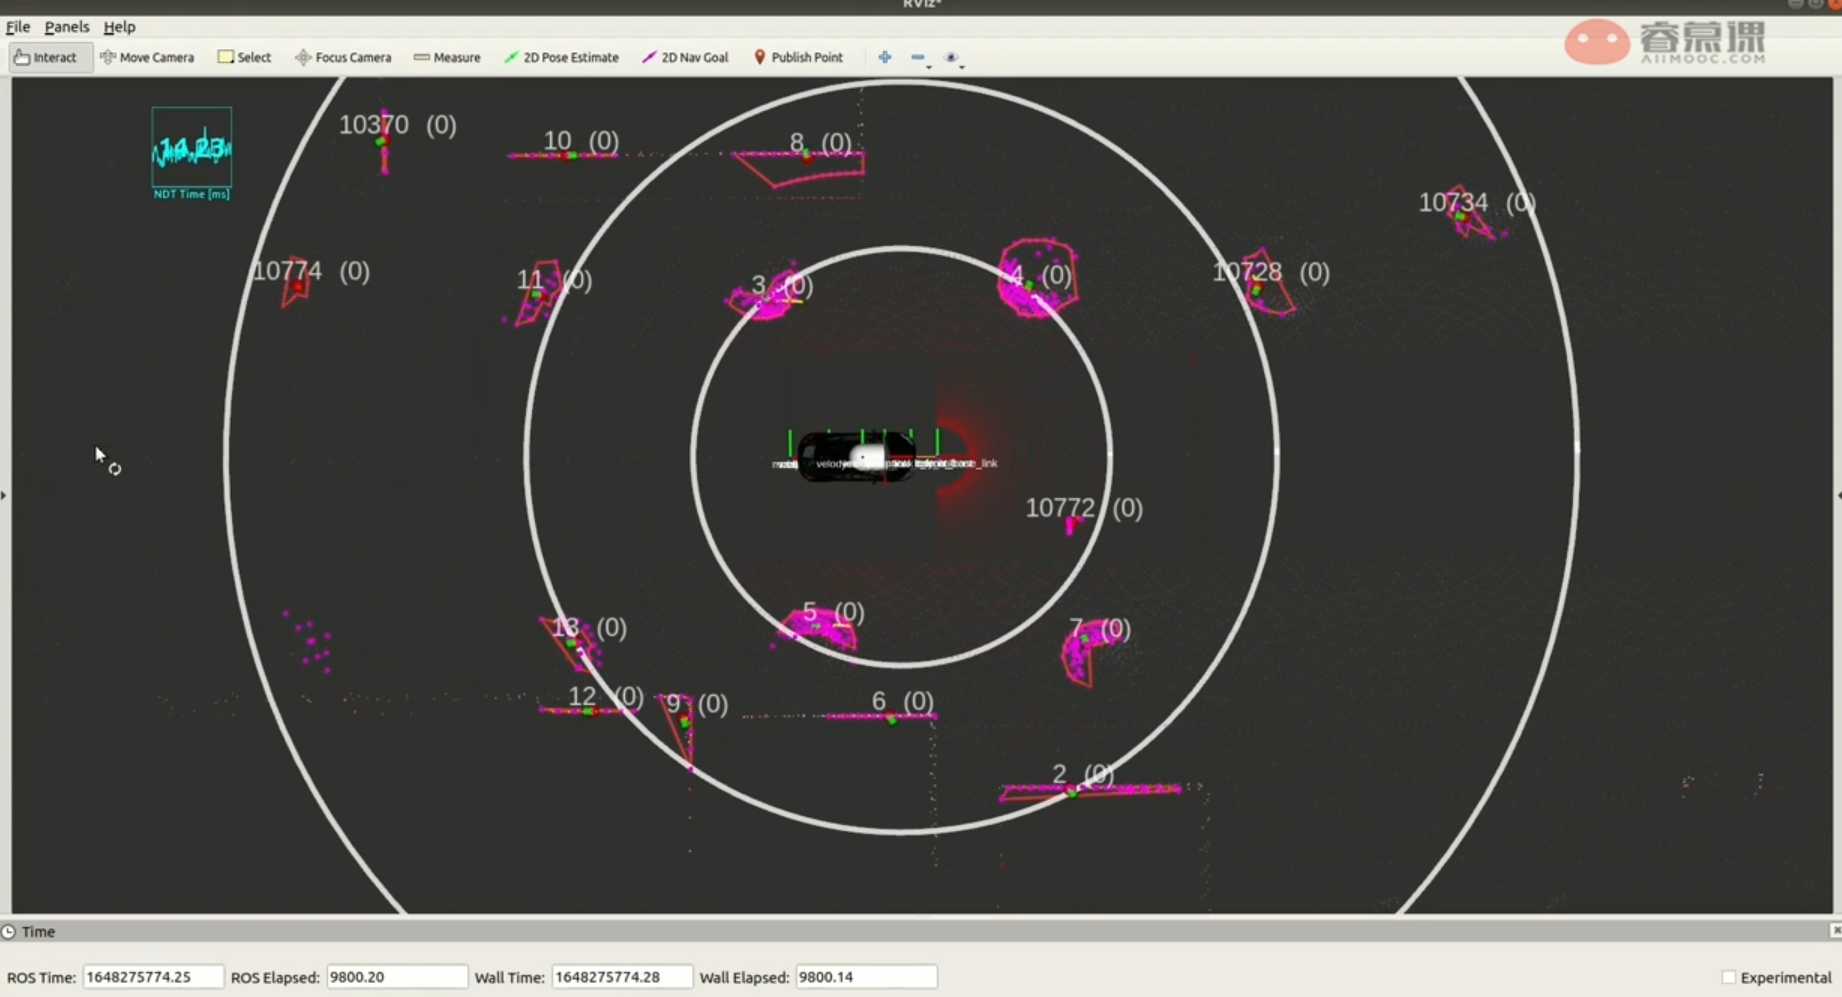 RViz*
File Panels Help
睿慕课
AIIMOOC.COM
Interact Move Camera Select Focus Camera Measure 2D Pose Estimate 2D Nav Goal Publish Point
14.23
NDT Time [ms]
10370 (0)
10 (0)
8 (0)
10734 (0)
10774 (0)
11 (0)
3 (0)
4 (0)
10728 (0)
10772 (0)
5 (0)
13 (0)
7 (0)
12 (0)
9 (0)
6 (0)
2 (0)
Time
ROS Time: 1648275774.25 ROS Elapsed: 9800.20 Wall Time: 1648275774.28 Wall Elapsed: 9800.14 Experimental